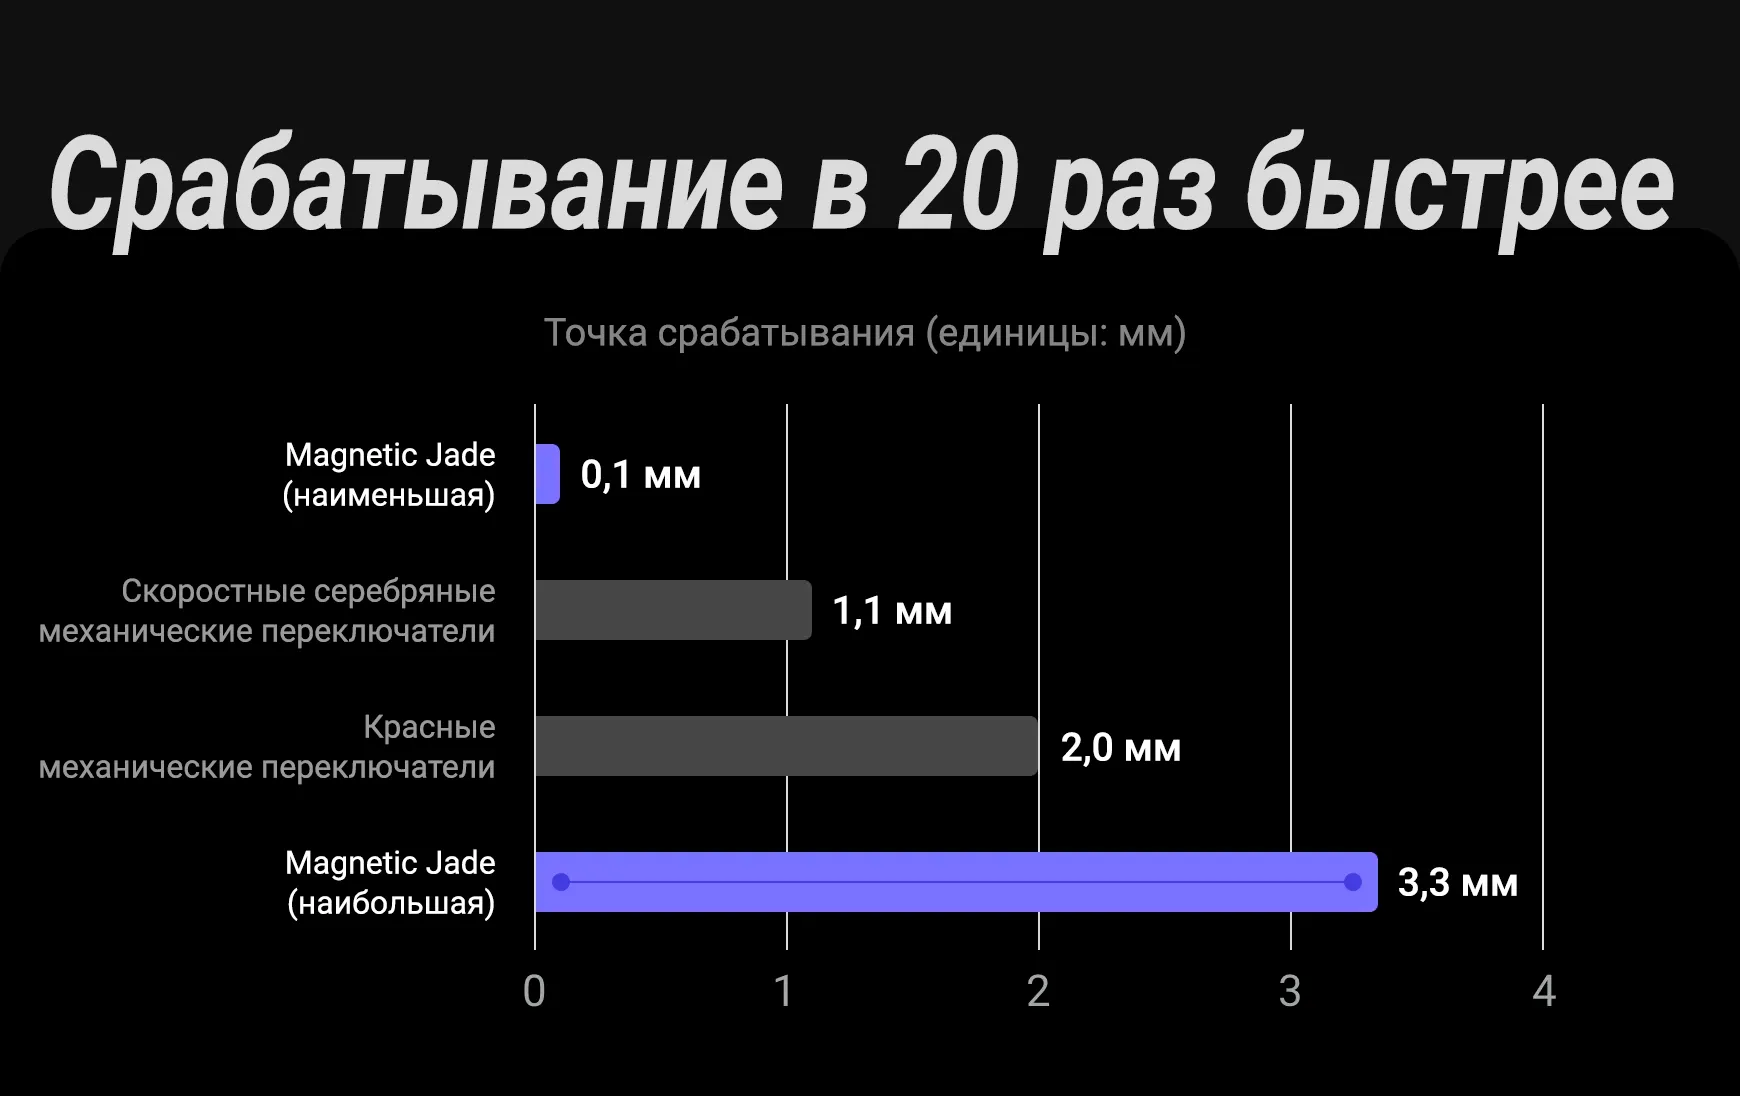 Срабатывание в 20 раз быстрее
Точка срабатывания (единицы: мм)
Magnetic Jade
(наименьшая)
0,1 мм
Скоростные серебряные
механические переключатели
1,1 мм
Красные
механические переключатели
2,0 мм
Magnetic Jade
(наибольшая)
3,3 мм
0 1 2 3 4